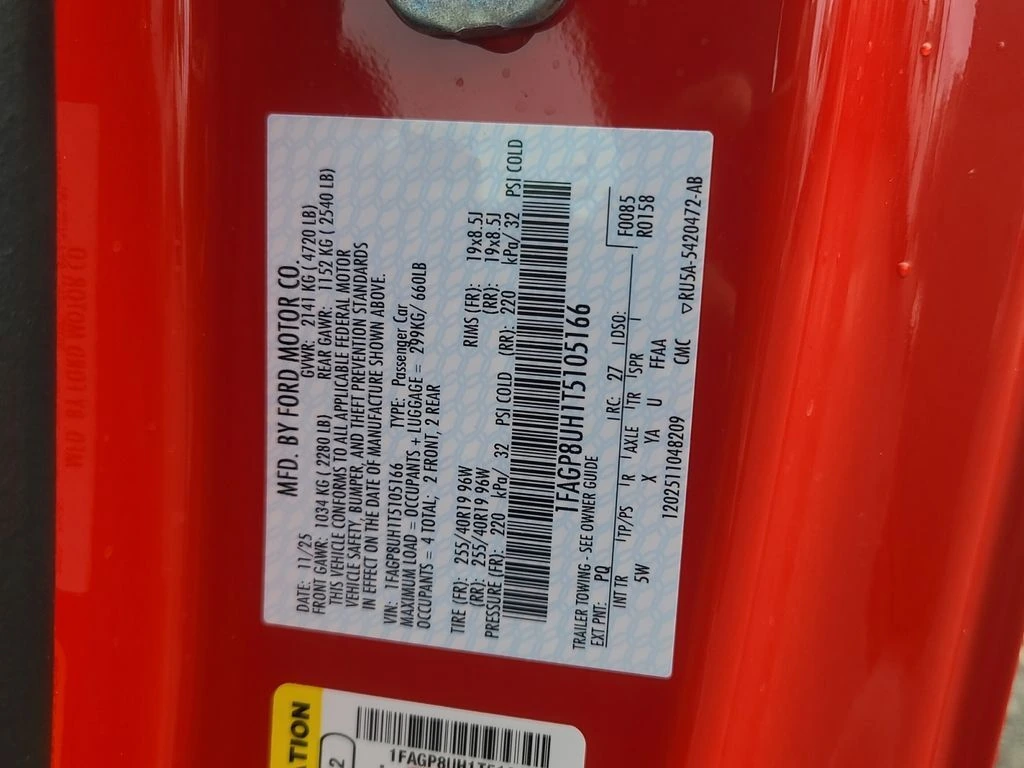 MFD. BY FORD MOTOR CO.
DATE: 11/25 GVWR: 2141 KG ( 4720 LB)
FRONT GAWR: 1034 KG ( 2280 LB) REAR GAWR: 1152 KG ( 2540 LB)
THIS VEHICLE CONFORMS TO ALL APPLICABLE FEDERAL MOTOR
VEHICLE SAFETY, BUMPER, AND THEFT PREVENTION STANDARDS
IN EFFECT ON THE DATE OF MANUFACTURE SHOWN ABOVE.
VIN: 1FAGP8UH1T5105166 TYPE: Passenger Car
MAXIMUM LOAD = OCCUPANTS + LUGGAGE = 299KG/ 660LB
OCCUPANTS = 4 TOTAL; 2 FRONT, 2 REAR
TIRE (FR): 255/40R19 96W RIMS (FR): 19x8.5J
(RR): 255/40R19 96W (RR): 19x8.5J
PRESSURE (FR): 220 kPa/ 32 PSI COLD (RR): 220 kPa/ 32 PSI COLD
1FAGP8UH1T5105166
TRAILER TOWING - SEE OWNER GUIDE F0085
EXT PNT: PQ RC: 27 DSO: R0158
INT TR TP/PS R AXLE TR SPR
5W X YA U FFAA
1202511048209 CMC ▽RU5A-5420472-AB